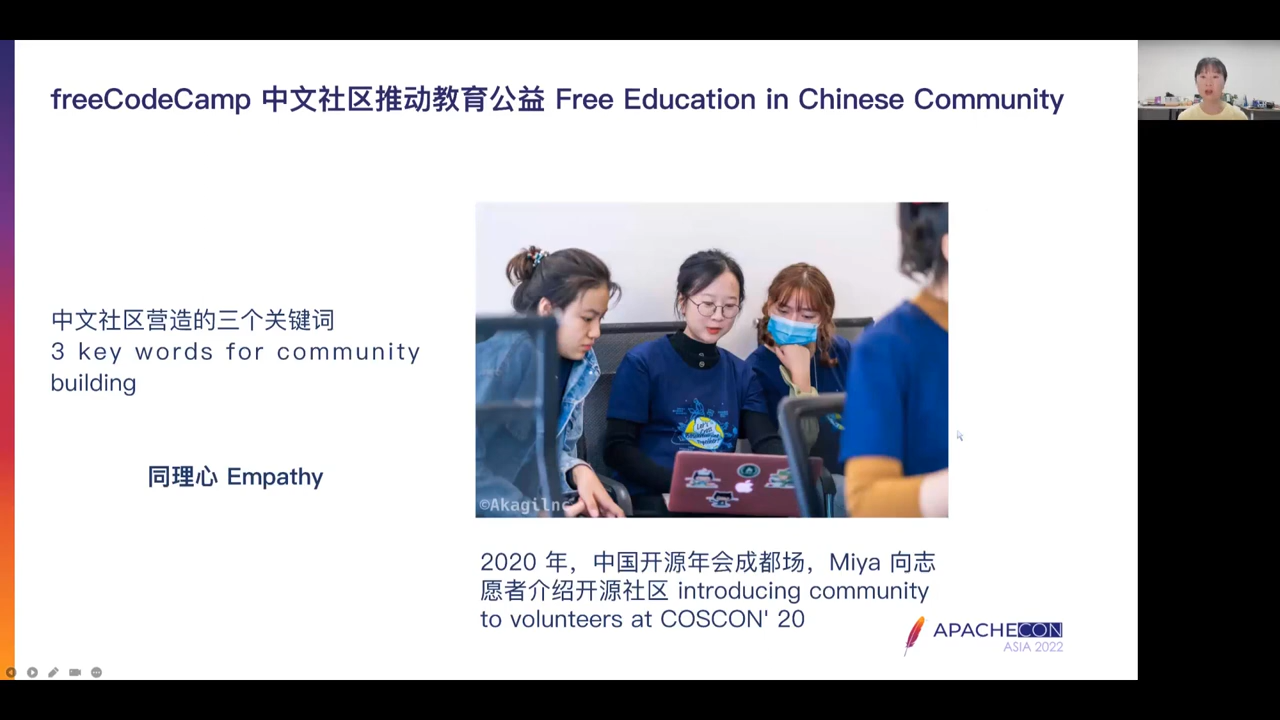 freeCodeCamp 中文社区推动教育公益 Free Education in Chinese Community
中文社区营造的三个关键词
3 key words for community
building
同理心 Empathy
©Akagilnc
2020 年，中国开源年会成都场，Miya 向志
愿者介绍开源社区 introducing community
to volunteers at COSCON' 20
APACHECON
ASIA 2022